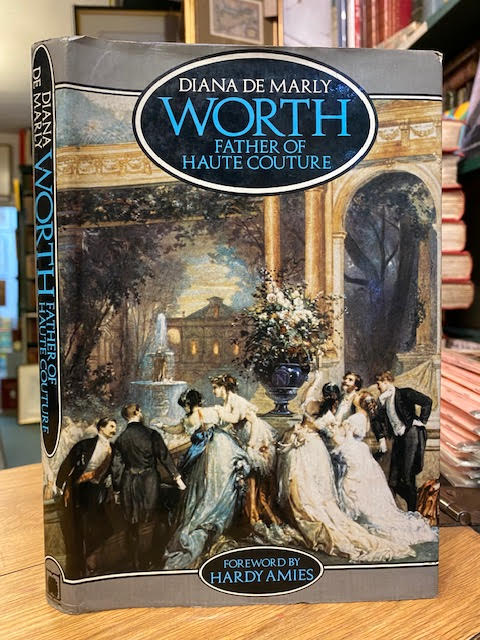 DIANA DE MARLY
WORTH
FATHER OF
HAUTE COUTURE
FOREWORD BY
HARDY AMIES
DIANA
DE MARLY
WORTH
FATHER OF
HAUTE COUTURE